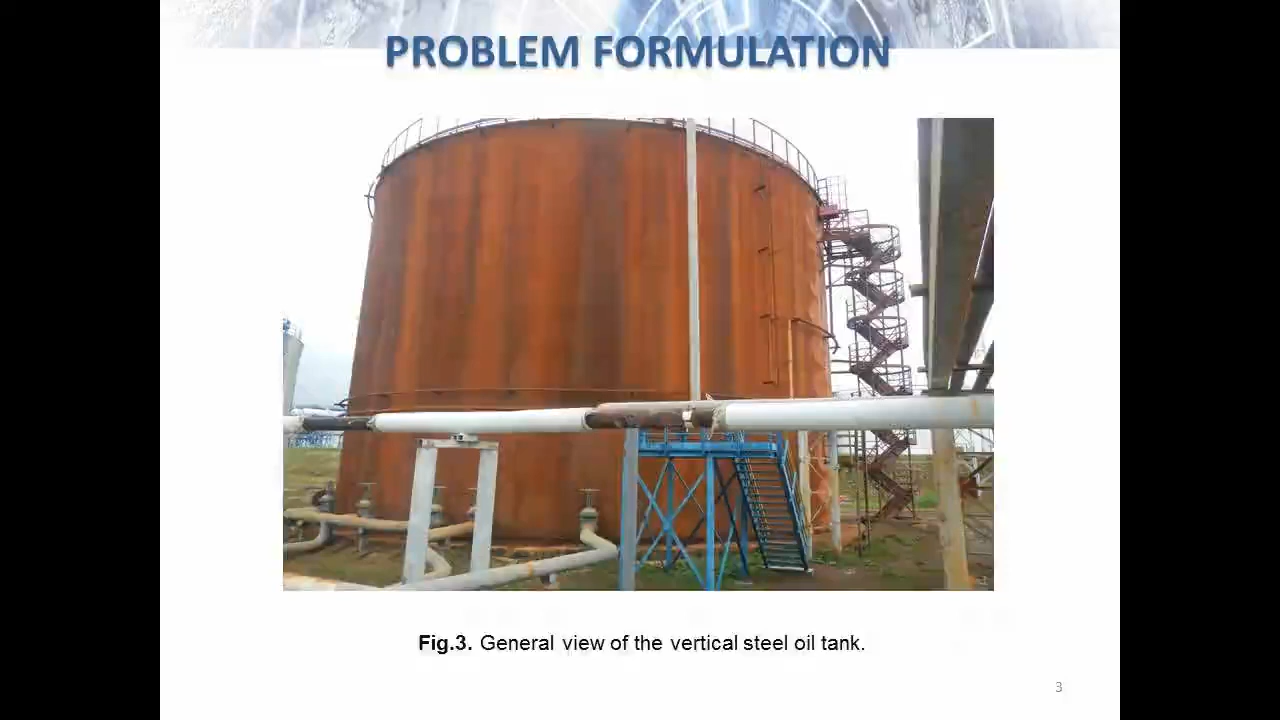 PROBLEM FORMULATION
Fig.3. General view of the vertical steel oil tank.
3